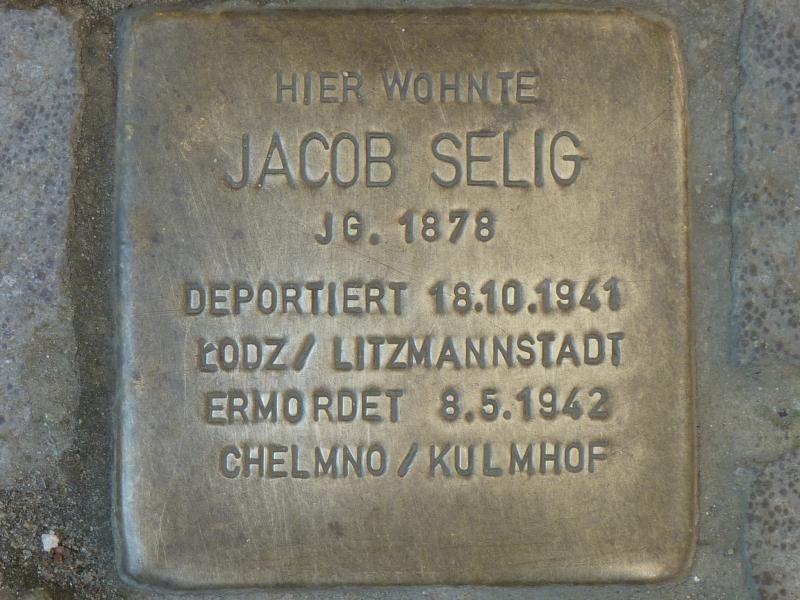 HIER WOHNTE
JACOB SELIG
JG. 1878
DEPORTIERT 18.10.1941
ŁODZ/ LITZMANNSTADT
ERMORDET 8.5.1942
CHELMNO/KULMHOF